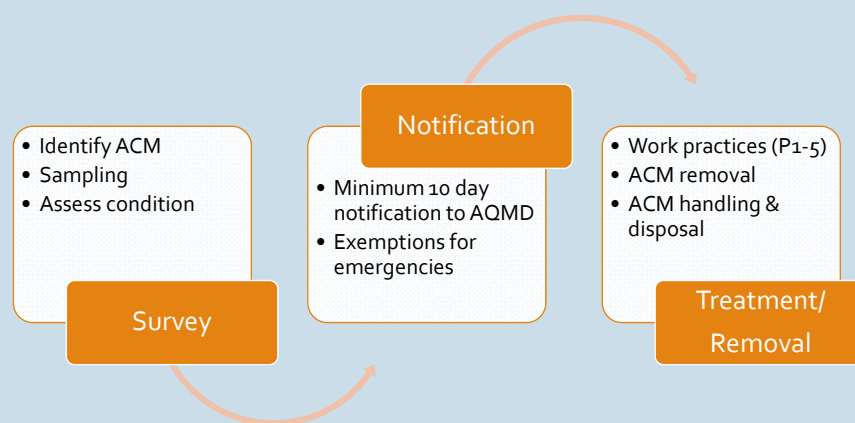 • Identify ACM
• Sampling
• Assess condition
Survey
Notification
• Minimum 10 day
notification to AQMD
• Exemptions for
emergencies
• Work practices (P1-5)
• ACM removal
• ACM handling &
disposal
Treatment/
Removal